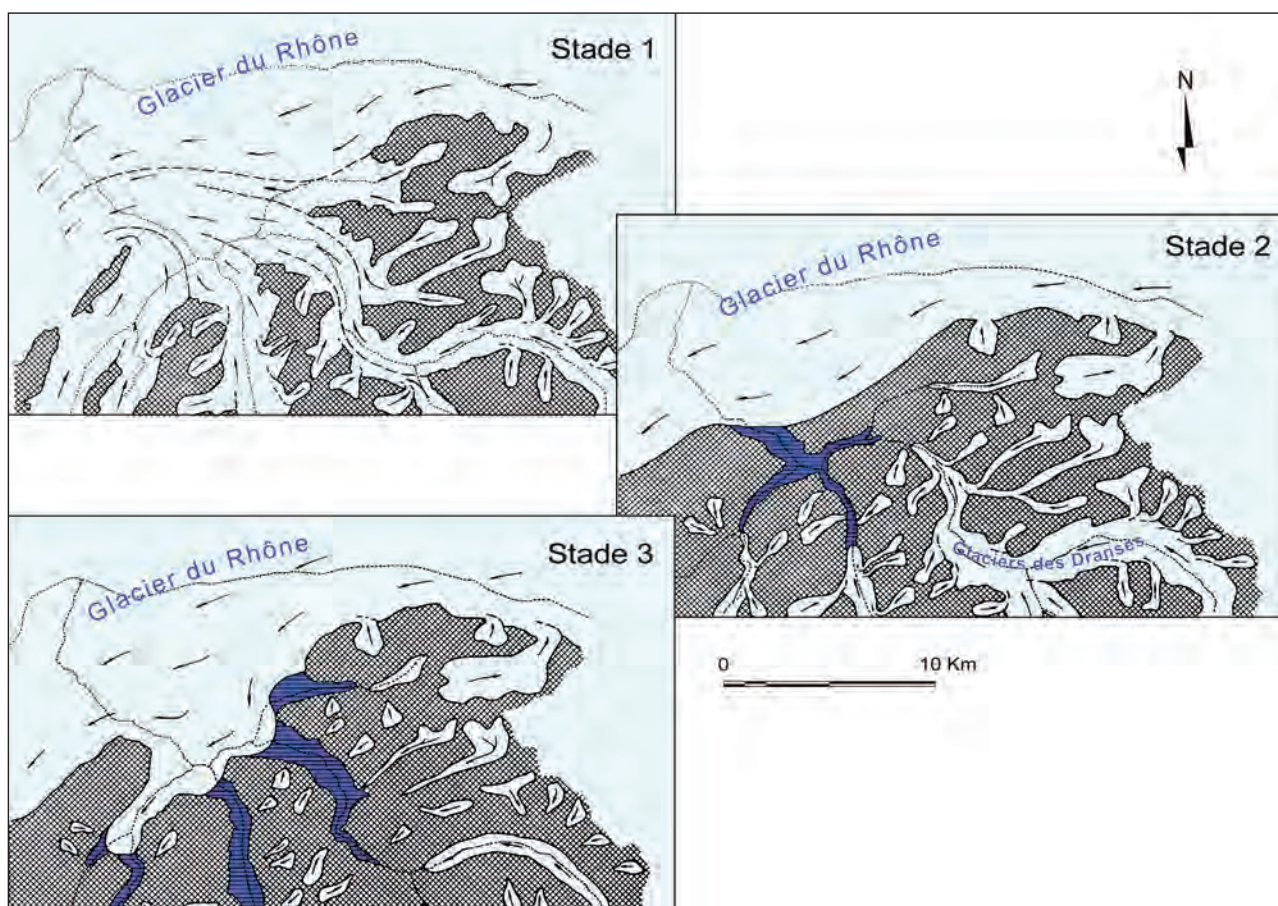 Stade 1
Glacier du Rhône
N
Stade 2
Glacier du Rhône
Glaciers des Dranses
Stade 3
Glacier du Rhône
0 10 Km